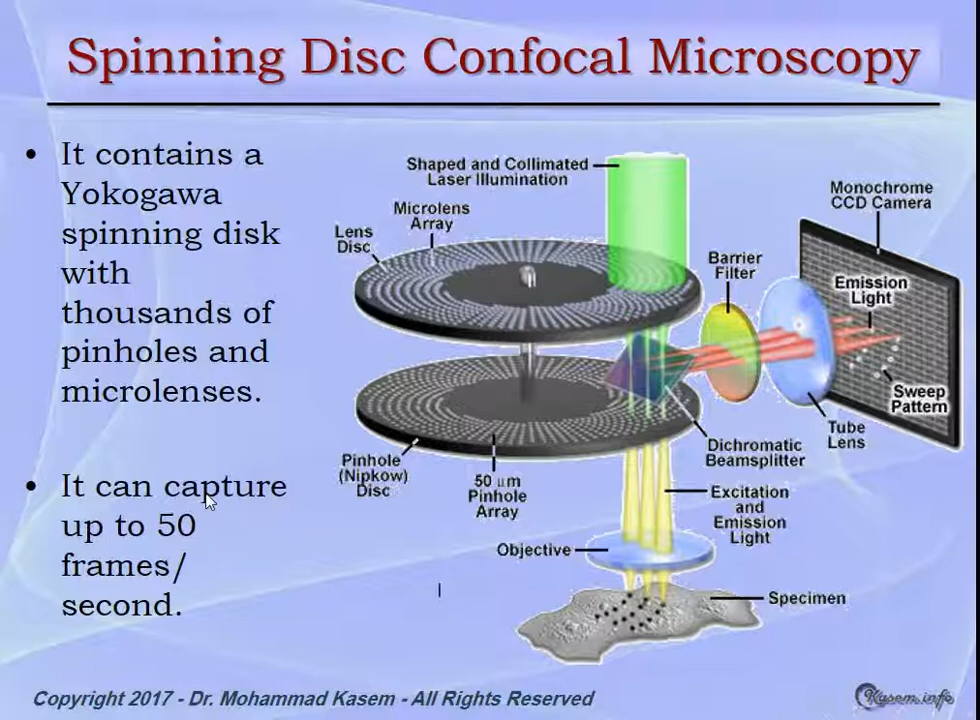 Spinning Disc Confocal Microscopy
• It contains a
Yokogawa
spinning disk
with
thousands of
pinholes and
microlenses.
• It can capture
up to 50
frames/
second.
Shaped and Collimated
Laser Illumination
Microlens
Array
Lens
Disc
Monochrome
CCD Camera
Barrier
Filter
Emission
Light
Sweep
Pattern
Tube
Lens
Dichromatic
Beamsplitter
Pinhole
(Nipkow)
Disc
50 µm
Pinhole
Array
Excitation
and
Emission
Light
Objective
Specimen
Copyright 2017 - Dr. Mohammad Kasem - All Rights Reserved
Kasem.info